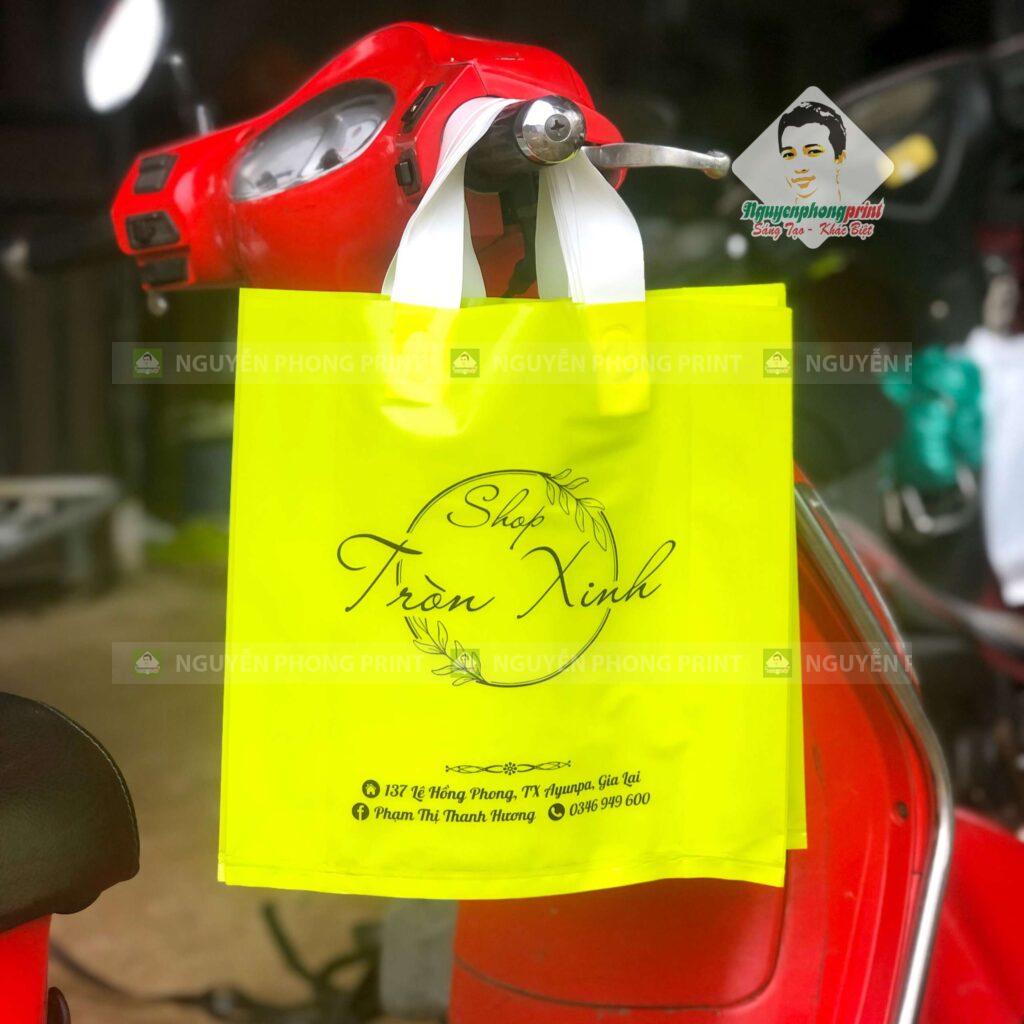 Nguyenphongprint
Sáng Tạo - Khác Biệt
NGUYỄN PHONG PRINT NGUYỄN PHONG PRINT NGUYỄN P
Shop
Tròn Xinh
NGUYỄN PHONG PRINT NGUYỄN PHONG PRINT NGUYỄN P
137 Lê Hồng Phong, TX Ayunpa, Gia Lai
Phạm Thị Thanh Hương 0346 949 600